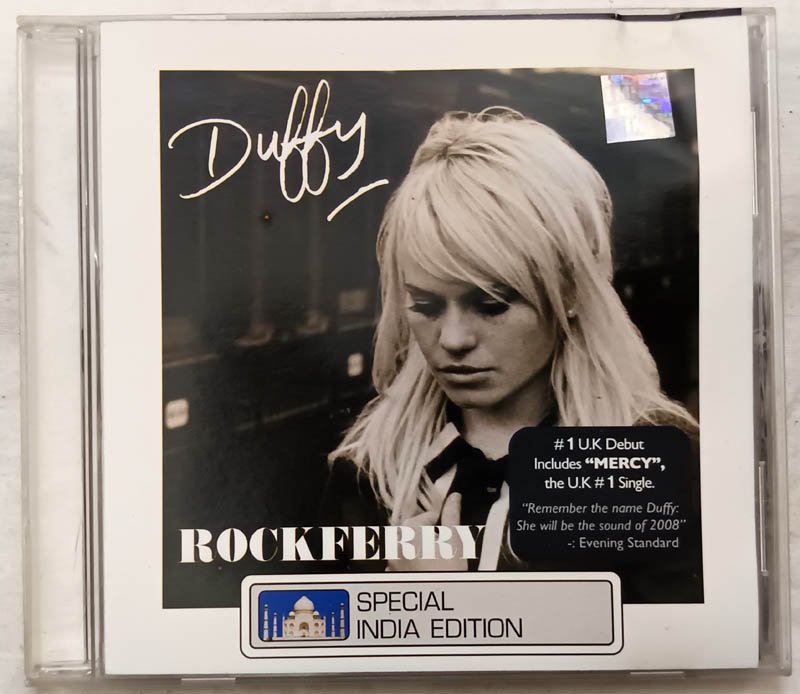 Duffy
# 1 U.K Debut
Includes “MERCY”,
the U.K # 1 Single.
“Remember the name Duffy:
She will be the sound of 2008”
-: Evening Standard
ROCKFERRY
SPECIAL
INDIA EDITION